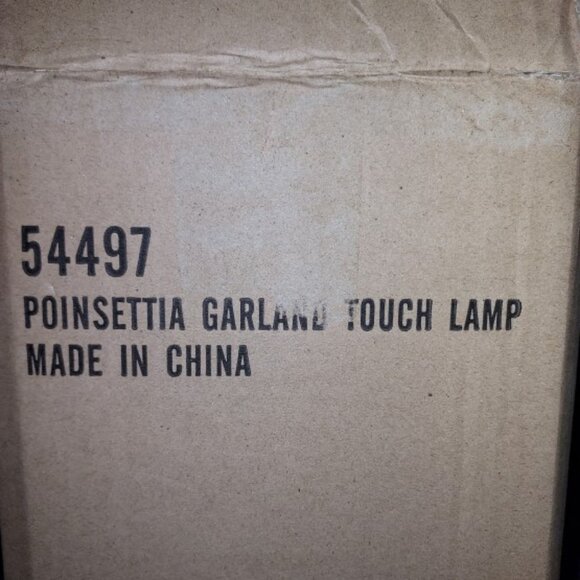 54497
POINSETTIA GARLAND TOUCH LAMP
MADE IN CHINA